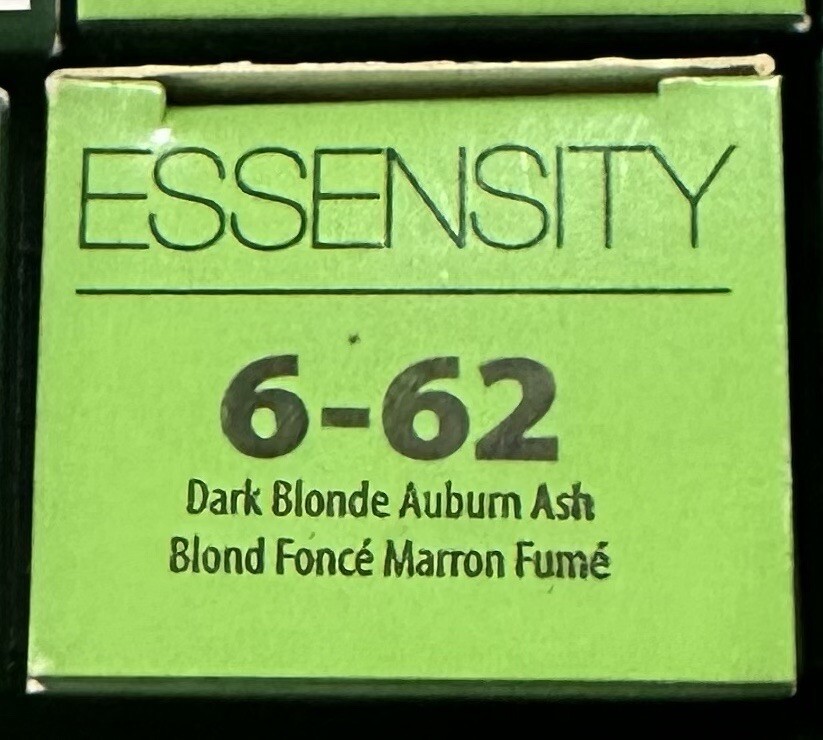 ESSENSITY
6-62
Dark Blonde Auburn Ash
Blond Foncé Marron Fumé